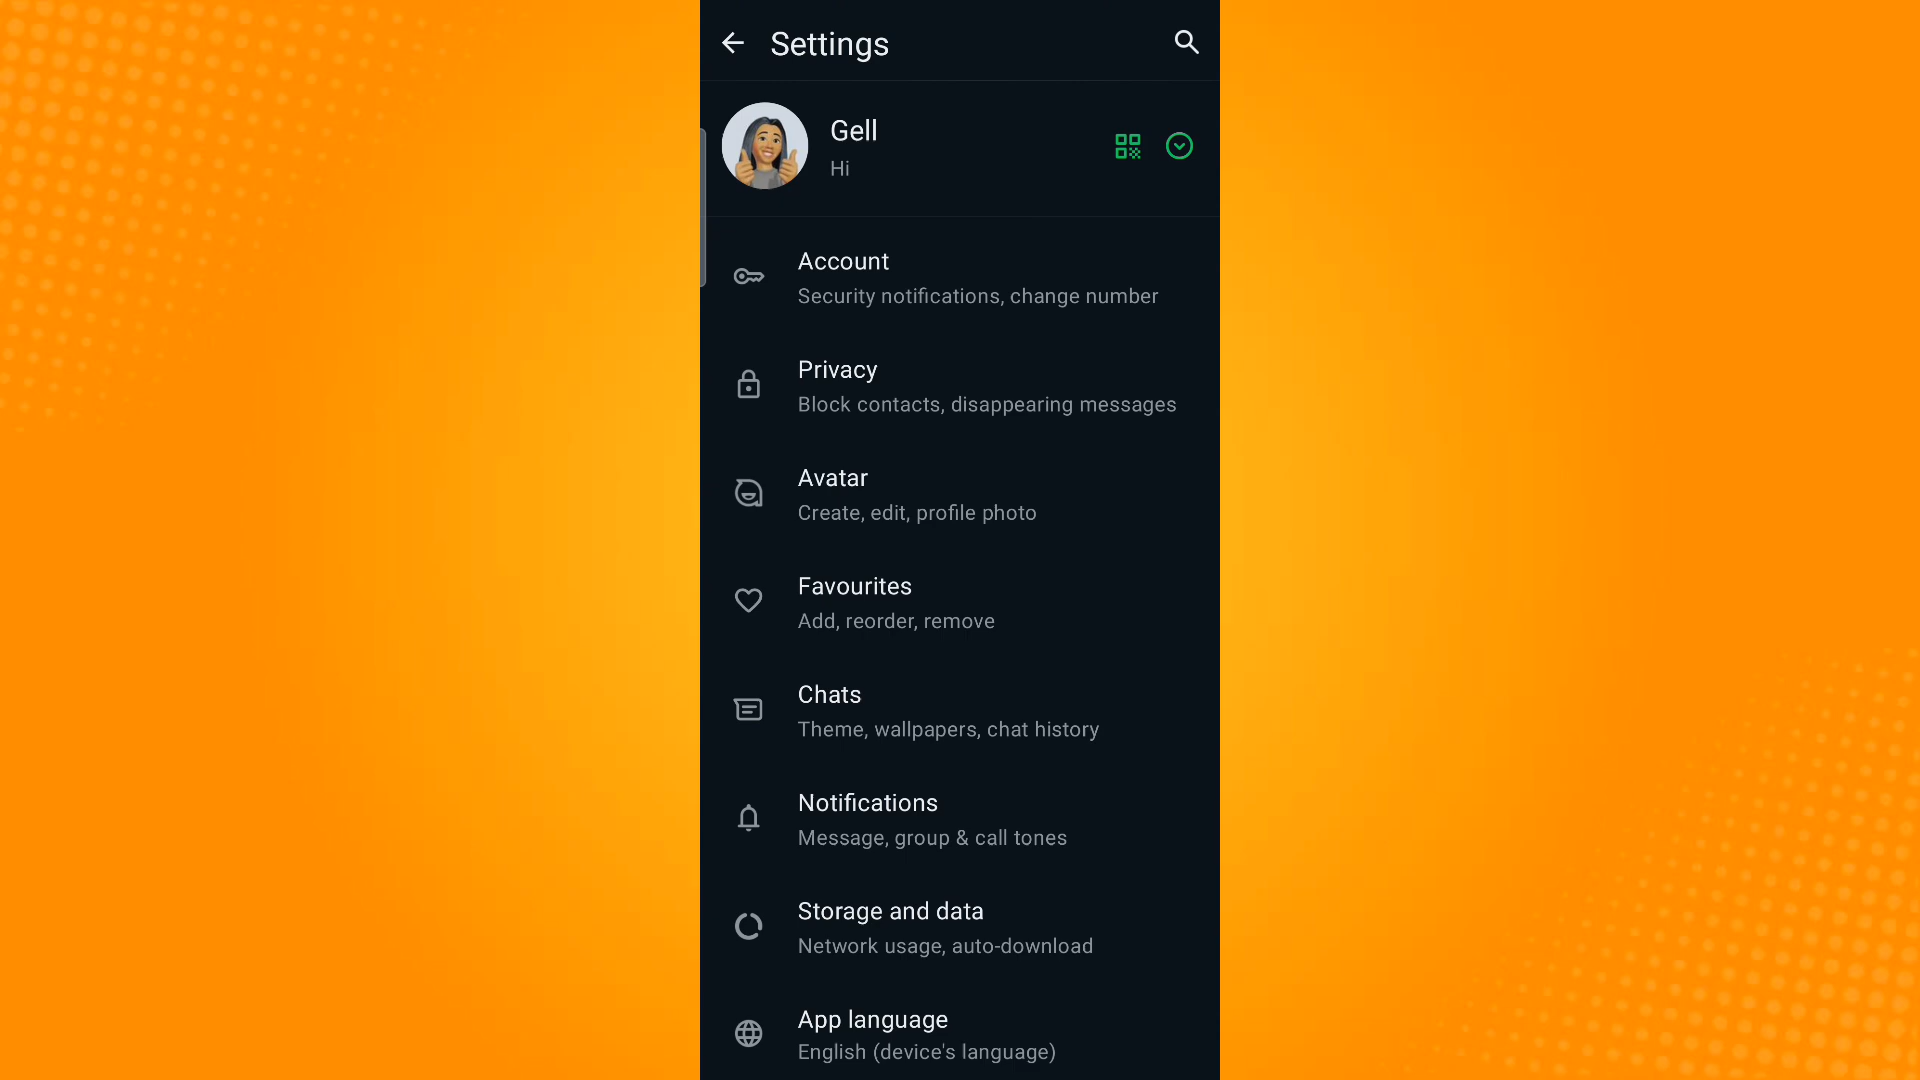 Settings
Gell
Hi
Account
Security notifications, change number
Privacy
Block contacts, disappearing messages
Avatar
Create, edit, profile photo
Favourites
Add, reorder, remove
Chats
Theme, wallpapers, chat history
Notifications
Message, group & call tones
Storage and data
Network usage, auto-download
App language
English (device's language)